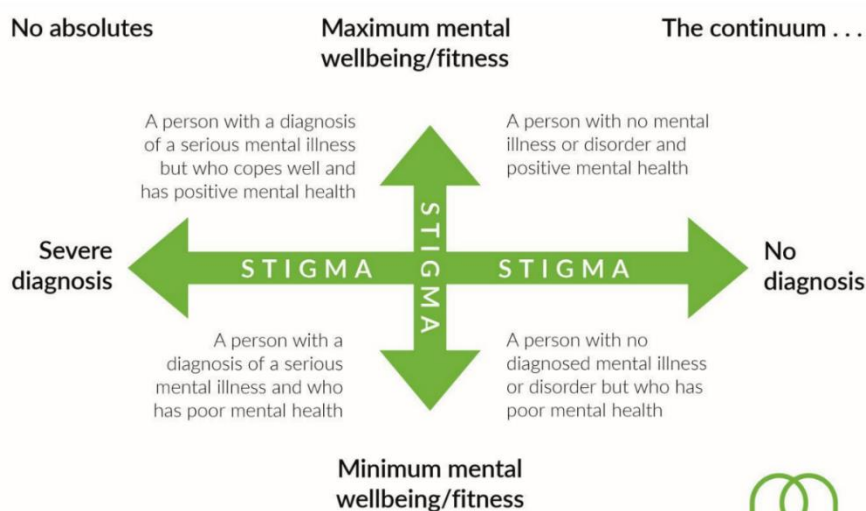 No absolutes
Maximum mental
wellbeing/fitness
The continuum . . .
A person with a diagnosis
of a serious mental illness
but who copes well and
has positive mental health
A person with no mental
illness or disorder and
positive mental health
Severe
diagnosis
STIGMA
STIGMA
STIGMA
No
diagnosis
A person with a
diagnosis of a serious
mental illness and who
has poor mental health
A person with no
diagnosed mental illness
or disorder but who has
poor mental health
Minimum mental
wellbeing/fitness